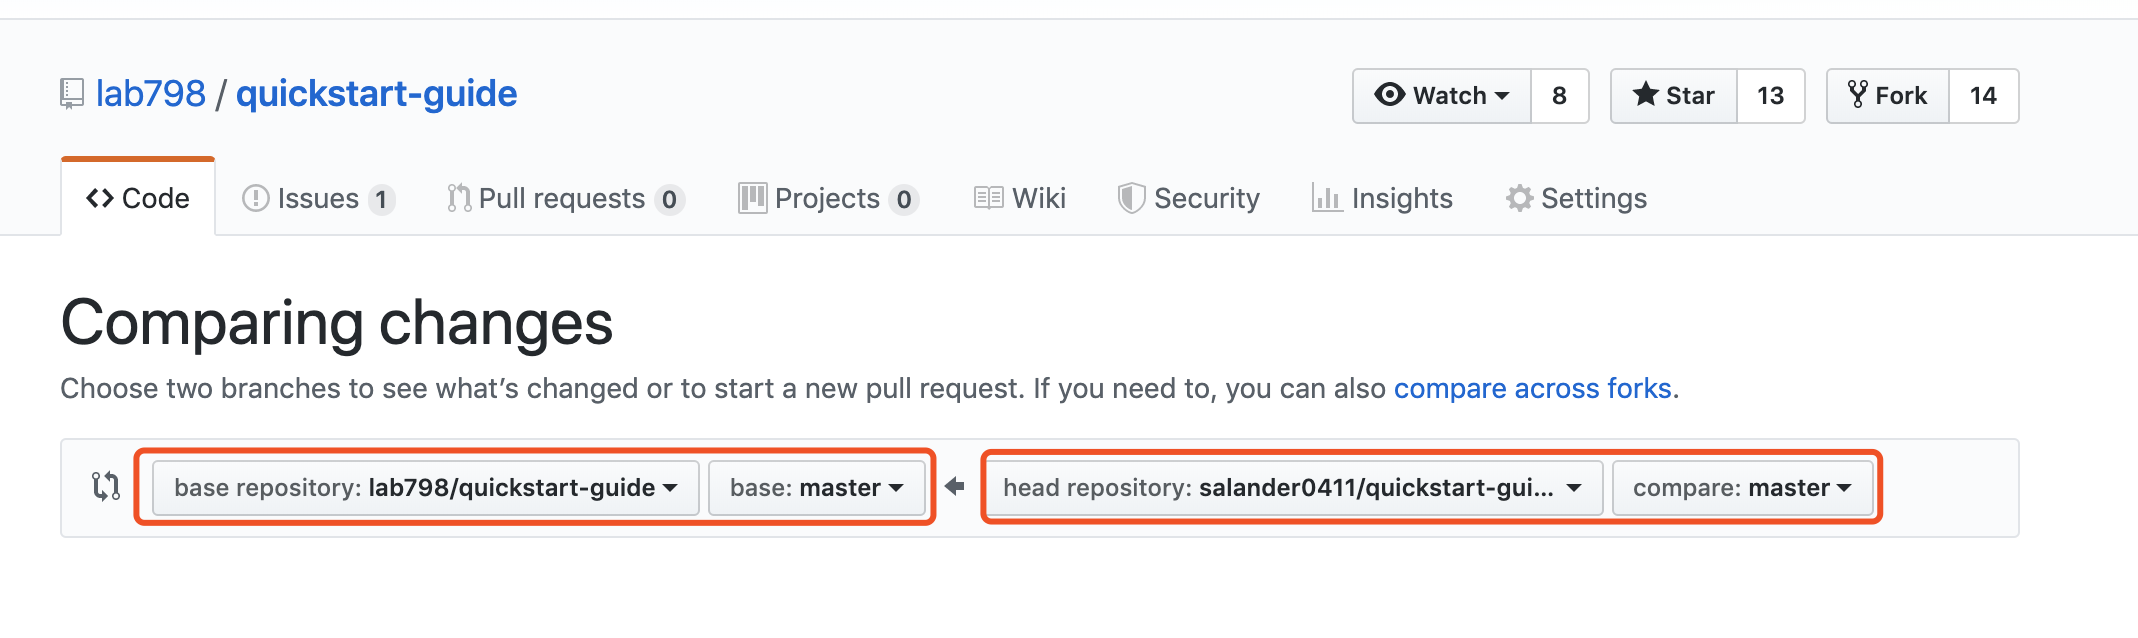 lab798 / quickstart-guide
Watch 8 Star 13 Fork 14
Code Issues 1 Pull requests 0 Projects 0 Wiki Security Insights Settings
Comparing changes
Choose two branches to see what’s changed or to start a new pull request. If you need to, you can also compare across forks.
base repository: lab798/quickstart-guide base: master head repository: salander0411/quickstart-gui... compare: master